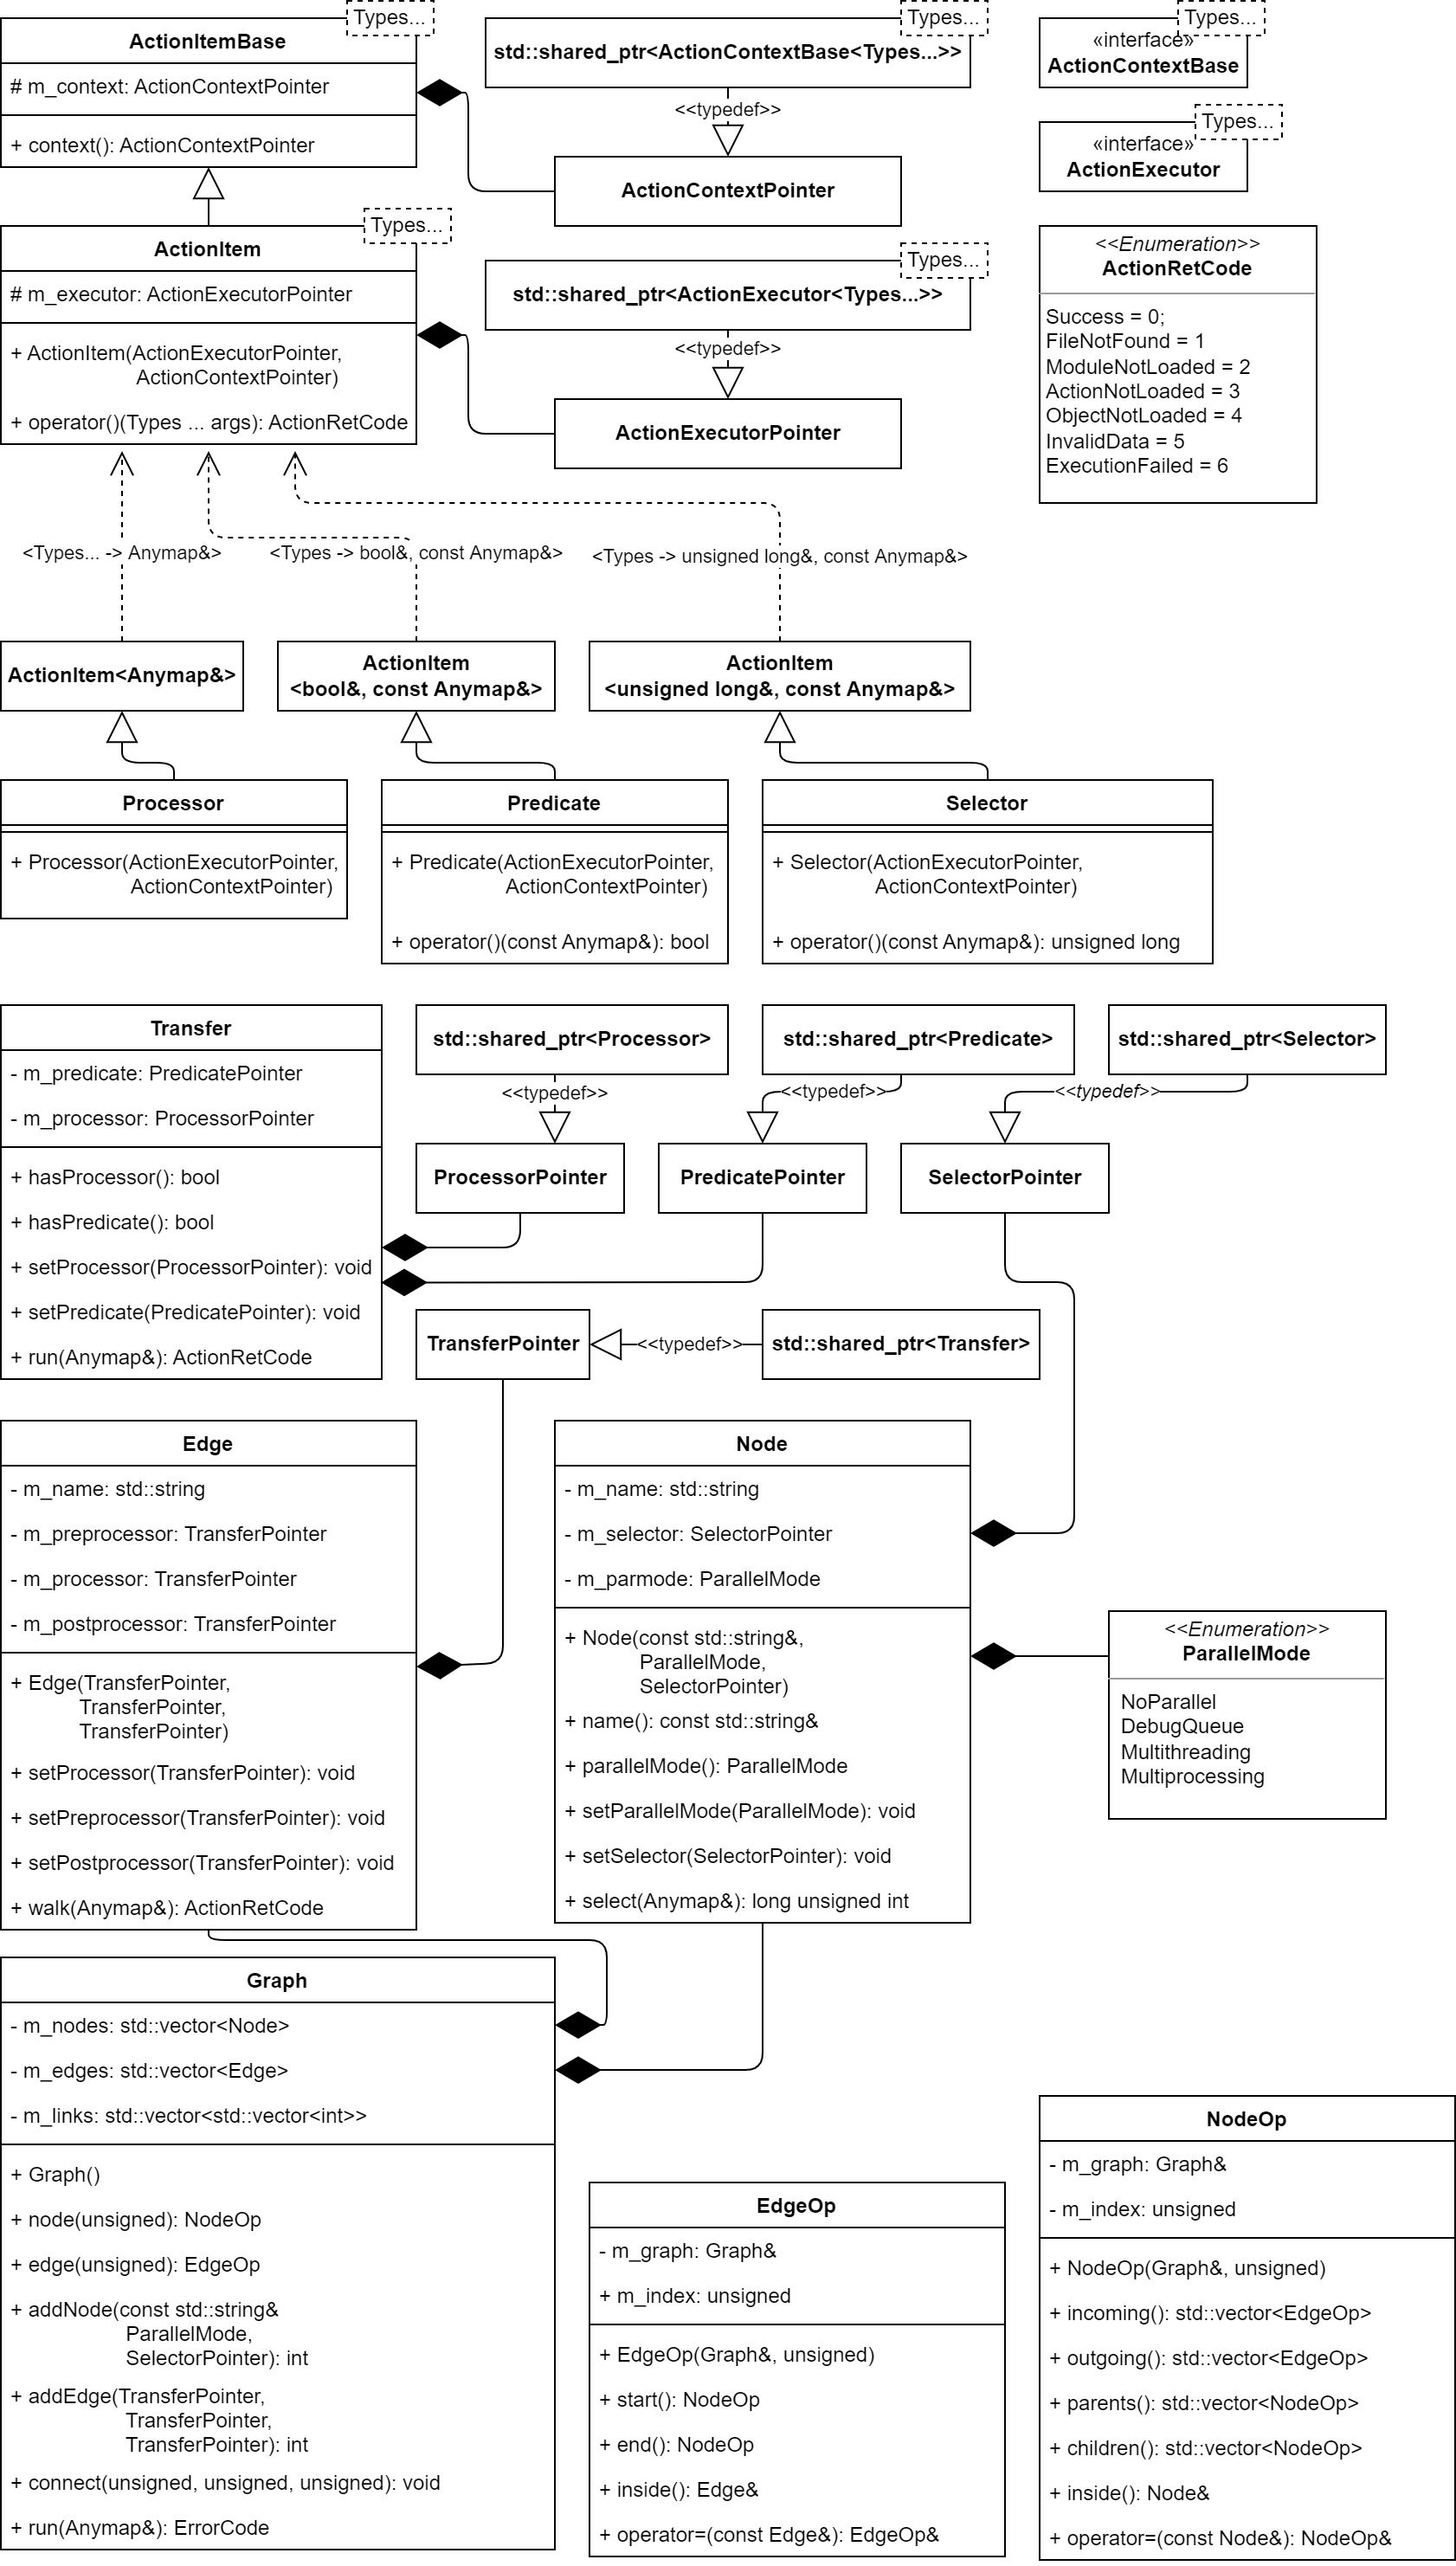 Types...
ActionItemBase
# m_context: ActionContextPointer
+ context(): ActionContextPointer
Types...
std::shared_ptr<ActionContextBase<Types...>>
<<typedef>>
ActionContextPointer
Types...
«interface»
ActionContextBase
Types...
«interface»
ActionExecutor
Types...
ActionItem
# m_executor: ActionExecutorPointer
+ ActionItem(ActionExecutorPointer,
ActionContextPointer)
+ operator()(Types ... args): ActionRetCode
Types...
std::shared_ptr<ActionExecutor<Types...>>
<<typedef>>
ActionExecutorPointer
<<Enumeration>>
ActionRetCode
Success = 0;
FileNotFound = 1
ModuleNotLoaded = 2
ActionNotLoaded = 3
ObjectNotLoaded = 4
InvalidData = 5
ExecutionFailed = 6
<Types... -> Anymap&>
<Types -> bool&, const Anymap&>
<Types -> unsigned long&, const Anymap&>
ActionItem<Anymap&>
ActionItem
<bool&, const Anymap&>
ActionItem
<unsigned long&, const Anymap&>
Processor
+ Processor(ActionExecutorPointer,
ActionContextPointer)
Predicate
+ Predicate(ActionExecutorPointer,
ActionContextPointer)
+ operator()(const Anymap&): bool
Selector
+ Selector(ActionExecutorPointer,
ActionContextPointer)
+ operator()(const Anymap&): unsigned long
Transfer
- m_predicate: PredicatePointer
- m_processor: ProcessorPointer
+ hasProcessor(): bool
+ hasPredicate(): bool
+ setProcessor(ProcessorPointer): void
+ setPredicate(PredicatePointer): void
+ run(Anymap&): ActionRetCode
std::shared_ptr<Processor>
<<typedef>>
ProcessorPointer
std::shared_ptr<Predicate>
<<typedef>>
PredicatePointer
std::shared_ptr<Selector>
<<typedef>>
SelectorPointer
TransferPointer
<<typedef>>
std::shared_ptr<Transfer>
Edge
- m_name: std::string
- m_preprocessor: TransferPointer
- m_processor: TransferPointer
- m_postprocessor: TransferPointer
+ Edge(TransferPointer,
TransferPointer,
TransferPointer)
+ setProcessor(TransferPointer): void
+ setPreprocessor(TransferPointer): void
+ setPostprocessor(TransferPointer): void
+ walk(Anymap&): ActionRetCode
Node
- m_name: std::string
- m_selector: SelectorPointer
- m_parmode: ParallelMode
+ Node(const std::string&,
ParallelMode,
SelectorPointer)
+ name(): const std::string&
+ parallelMode(): ParallelMode
+ setParallelMode(ParallelMode): void
+ setSelector(SelectorPointer): void
+ select(Anymap&): long unsigned int
<<Enumeration>>
ParallelMode
NoParallel
DebugQueue
Multithreading
Multiprocessing
Graph
- m_nodes: std::vector<Node>
- m_edges: std::vector<Edge>
- m_links: std::vector<std::vector<int>>
+ Graph()
+ node(unsigned): NodeOp
+ edge(unsigned): EdgeOp
+ addNode(const std::string&
ParallelMode,
SelectorPointer): int
+ addEdge(TransferPointer,
TransferPointer,
TransferPointer): int
+ connect(unsigned, unsigned, unsigned): void
+ run(Anymap&): ErrorCode
EdgeOp
- m_graph: Graph&
+ m_index: unsigned
+ EdgeOp(Graph&, unsigned)
+ start(): NodeOp
+ end(): NodeOp
+ inside(): Edge&
+ operator=(const Edge&): EdgeOp&
NodeOp
- m_graph: Graph&
- m_index: unsigned
+ NodeOp(Graph&, unsigned)
+ incoming(): std::vector<EdgeOp>
+ outgoing(): std::vector<EdgeOp>
+ parents(): std::vector<NodeOp>
+ children(): std::vector<NodeOp>
+ inside(): Node&
+ operator=(const Node&): NodeOp&